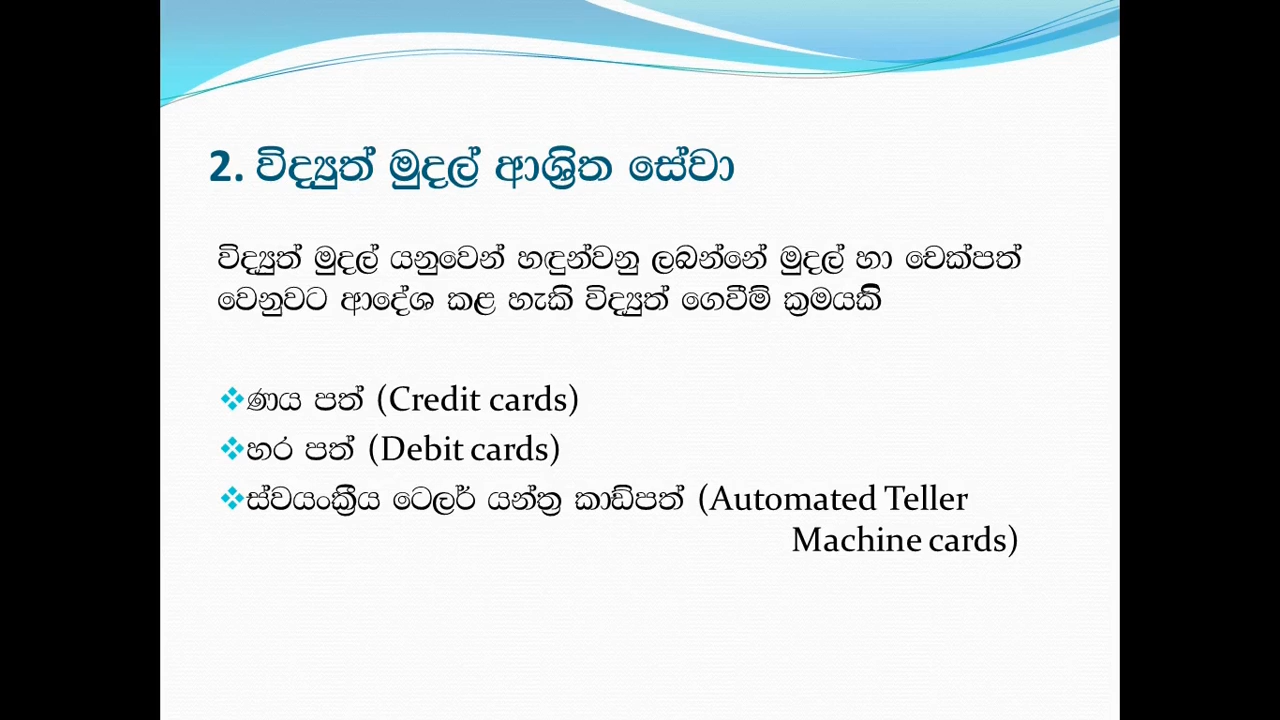 2. විද්‍යුත් මුදල් ආශ්‍රිත සේවා
විද්‍යුත් මුදල් යනුවෙන් හඳුන්වනු ලබන්නේ මුදල් හා චෙක්පත්
වෙනුවට ආදේශ කළ හැකි විද්‍යුත් ගෙවීම් ක්‍රමයකි
❖ණය පත් (Credit cards)
❖හර පත් (Debit cards)
❖ස්වයංක්‍රීය ටෙලර් යන්ත්‍ර කාඩ්පත් (Automated Teller
Machine cards)